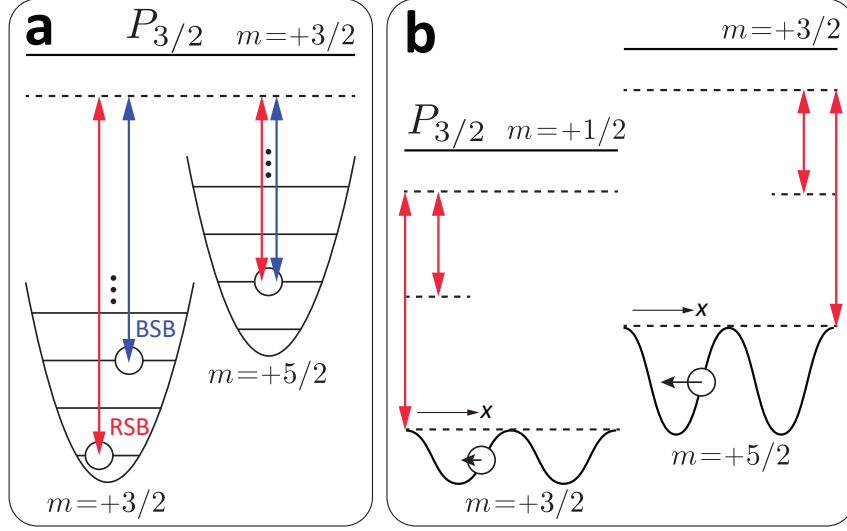 a
P3/2 m=+3/2
BSB
RSB
m=+5/2
m=+3/2
b
m=+3/2
P3/2 m=+1/2
x
x
m=+5/2
m=+3/2